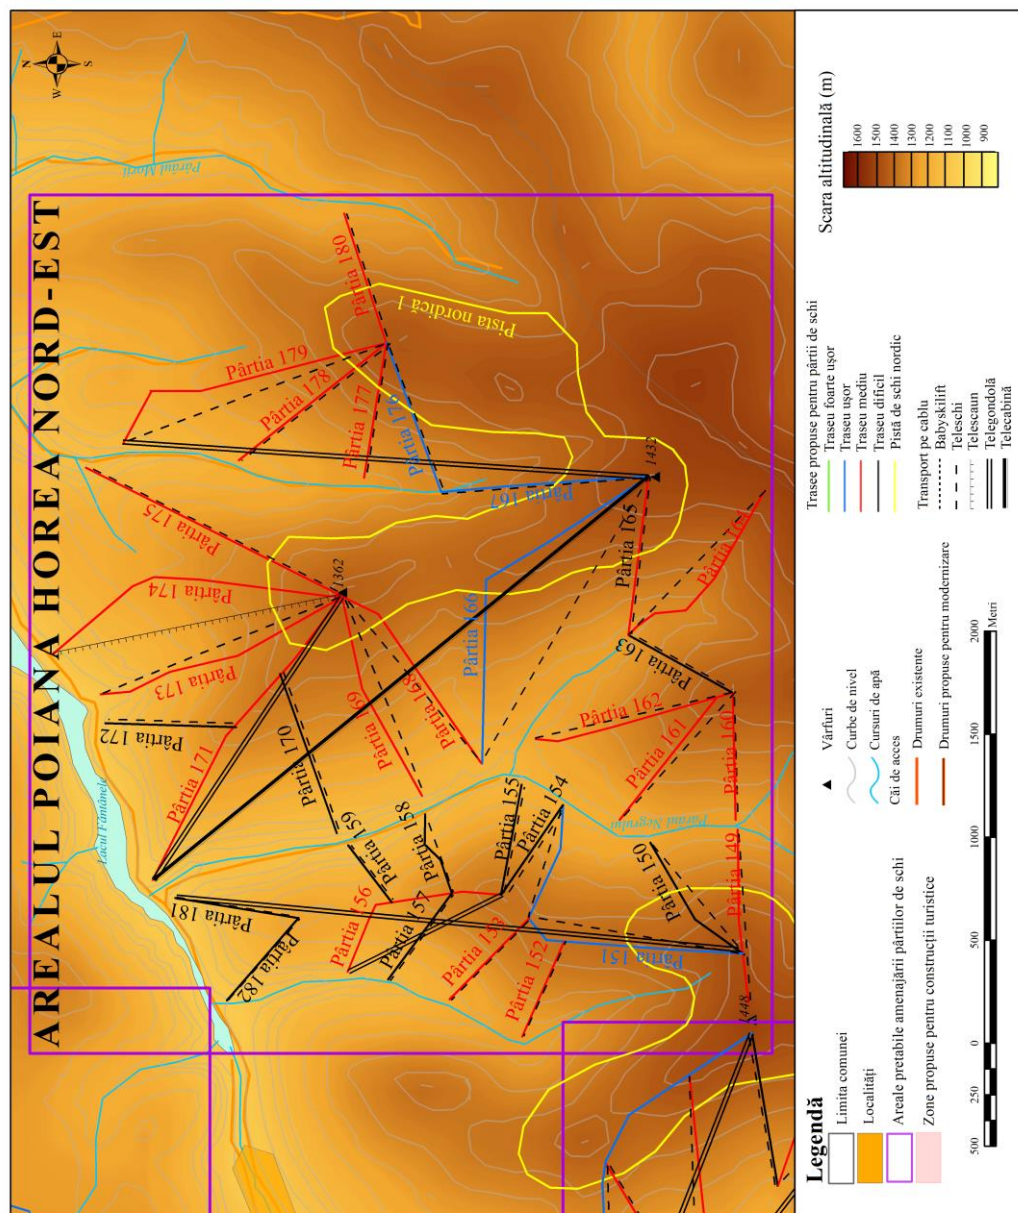 AREALUL POIANA HOREA NORD-EST
N
E
S
W
Pârâul Morii
Lacul Fântânele
Pârtia 180
Pârtia 179
Pârtia 178
Pârtia 177
Pârtia 176
Pista nordică 1
Pârtia 175
Pârtia 174
Pârtia 173
Pârtia 172
Pârtia 171
Pârtia 170
Pârtia 169
Pârtia 168
Pârtia 167
Pârtia 166
Pârtia 165
Pârtia 164
Pârtia 163
Pârtia 162
Pârtia 161
Pârtia 160
1362
1432
Pârtia 159
Pârtia 158
Pârtia 157
Pârtia 156
Pârtia 155
Pârtia 154
Pârtia 153
Pârtia 152
Pârtia 151
Pârtia 150
Pârtia 149
Pârtia 181
Pârtia 182
Pârâul Negrului
1448
Legendă
Limita comunei
Localități
Areale pretabile amenajării pârtiilor de schi
Zone propuse pentru construcții turistice
Vârfuri
Curbe de nivel
Cursuri de apă
Căi de acces
Drumuri existente
Drumuri propuse pentru modernizare
Trasee propuse pentru pârtii de schi
Traseu foarte ușor
Traseu ușor
Traseu mediu
Traseu dificil
Pistă de schi nordic
Transport pe cablu
Babyskilift
Teleschi
Telescaun
Telegondolă
Telecabină
Scara altitudinală (m)
1600
1500
1400
1300
1200
1100
1000
900
500 250 0 500 1000 1500 2000
Metri